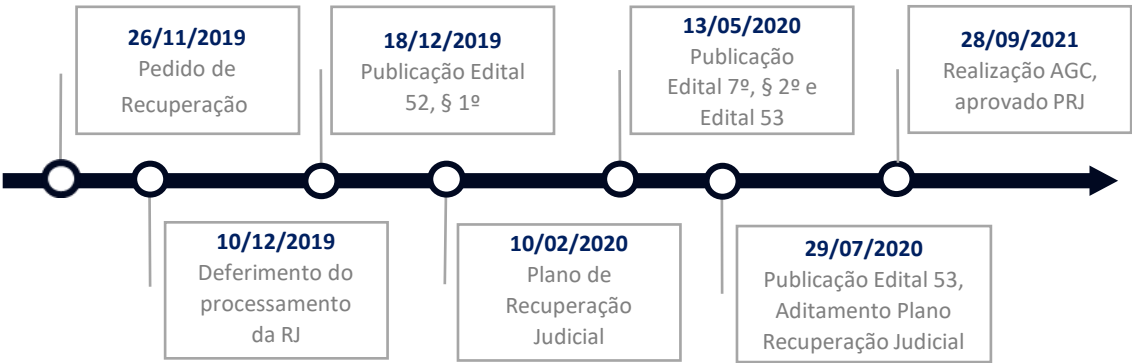 26/11/2019
Pedido de
Recuperação
18/12/2019
Publicação Edital
52, § 1º
13/05/2020
Publicação
Edital 7º, § 2º e
Edital 53
28/09/2021
Realização AGC,
aprovado PRJ
10/12/2019
Deferimento do
processamento
da RJ
10/02/2020
Plano de
Recuperação
Judicial
29/07/2020
Publicação Edital 53,
Aditamento Plano
Recuperação Judicial